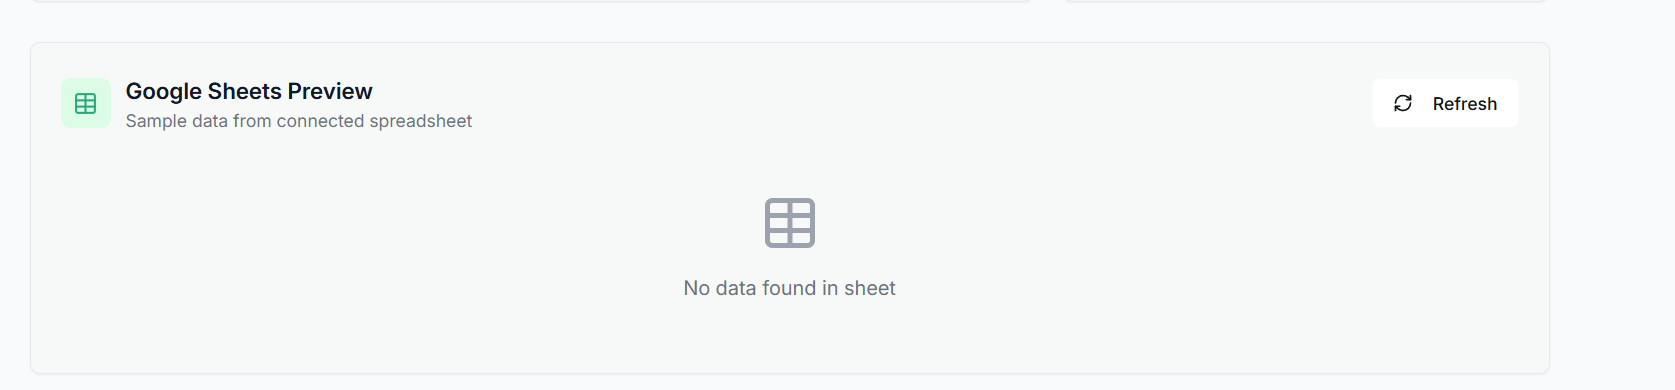 Google Sheets Preview
Sample data from connected spreadsheet
Refresh
No data found in sheet